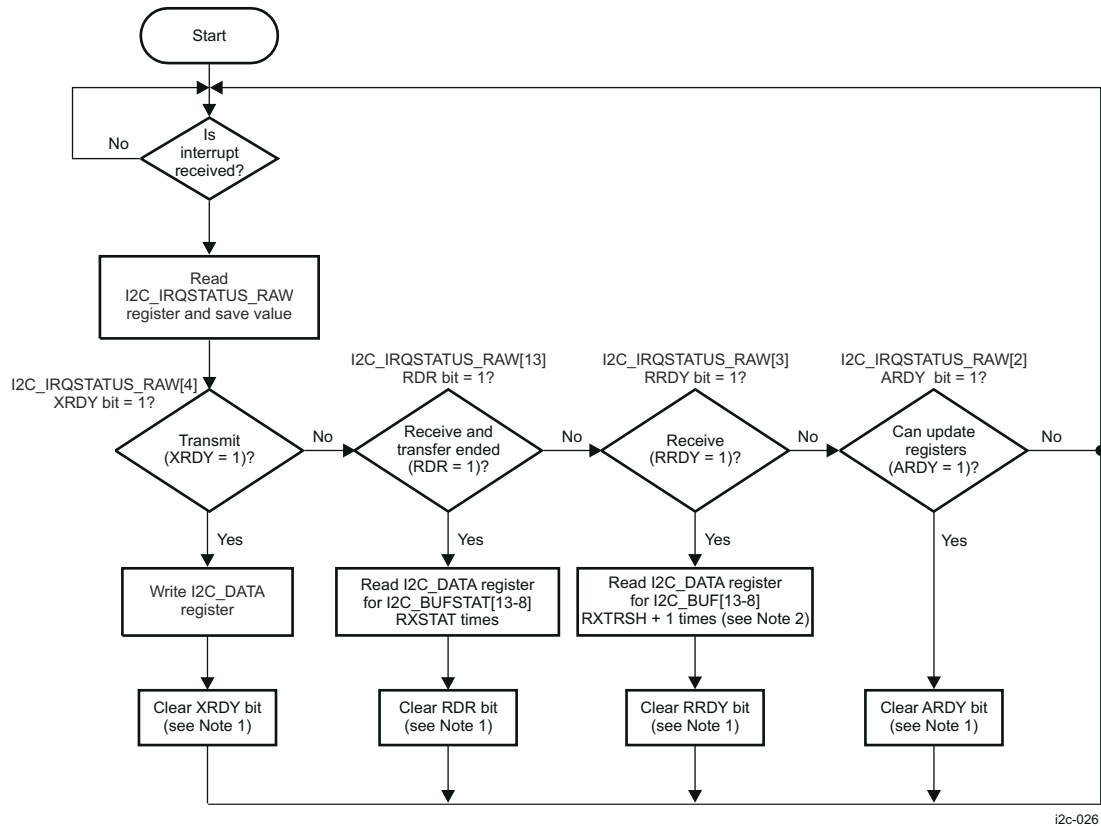 Start
Is
interrupt
received?
No
Read
I2C_IRQSTATUS_RAW
register and save value
I2C_IRQSTATUS_RAW[4]
XRDY bit = 1?
I2C_IRQSTATUS_RAW[13]
RDR bit = 1?
I2C_IRQSTATUS_RAW[3]
RRDY bit = 1?
I2C_IRQSTATUS_RAW[2]
ARDY bit = 1?
Transmit
(XRDY = 1)?
No
Receive and
transfer ended
(RDR = 1)?
No
Receive
(RRDY = 1)?
No
Can update
registers
(ARDY = 1)?
No
Yes
Yes
Yes
Yes
Write I2C_DATA
register
Read I2C_DATA register
for I2C_BUFSTAT[13-8]
RXSTAT times
Read I2C_DATA register
for I2C_BUF[13-8]
RXTRSH + 1 times (see Note 2)
Clear XRDY bit
(see Note 1)
Clear RDR bit
(see Note 1)
Clear RRDY bit
(see Note 1)
Clear ARDY bit
(see Note 1)
i2c-026